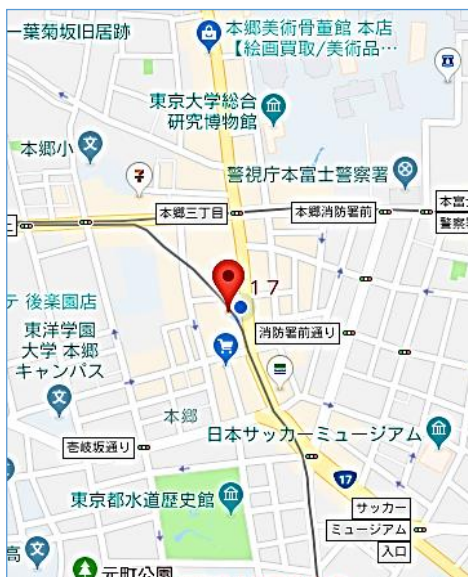 一葉菊坂旧居跡
本郷美術骨董館 本店
【絵画買取/美術品…
東京大学総合
研究博物館
本郷小
警視庁本富士警察署
本郷三丁目
本郷消防署前
本富士
警察署
17
テ 後楽園店
消防署前通り
東洋学園
大学 本郷
キャンパス
本郷
壱岐坂通り
日本サッカーミュージアム
17
東京都水道歴史館
サッカー
ミュージアム
入口
高
元町公園